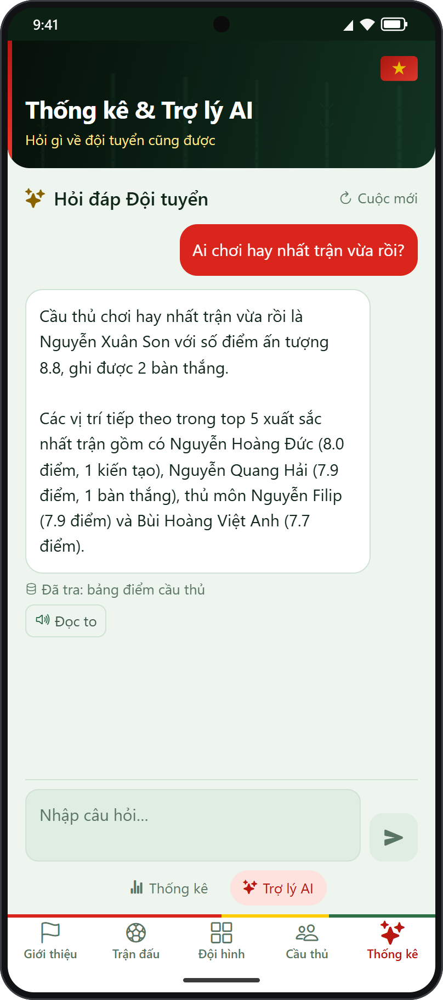 9:41
Thống kê & Trợ lý AI
Hỏi gì về đội tuyển cũng được
Hỏi đáp Đội tuyển
Cuộc mới
Ai chơi hay nhất trận vừa rồi?
Cầu thủ chơi hay nhất trận vừa rồi là
Nguyễn Xuân Son với số điểm ấn tượng
8.8, ghi được 2 bàn thắng.
Các vị trí tiếp theo trong top 5 xuất sắc
nhất trận gồm có Nguyễn Hoàng Đức (8.0
điểm, 1 kiến tạo), Nguyễn Quang Hải (7.9
điểm, 1 bàn thắng), thủ môn Nguyễn Filip
(7.9 điểm) và Bùi Hoàng Việt Anh (7.7
điểm).
Đã tra: bảng điểm cầu thủ
Đọc to
Nhập câu hỏi...
Thống kê
Trợ lý AI
Giới thiệu
Trận đấu
Đội hình
Cầu thủ
Thống kê